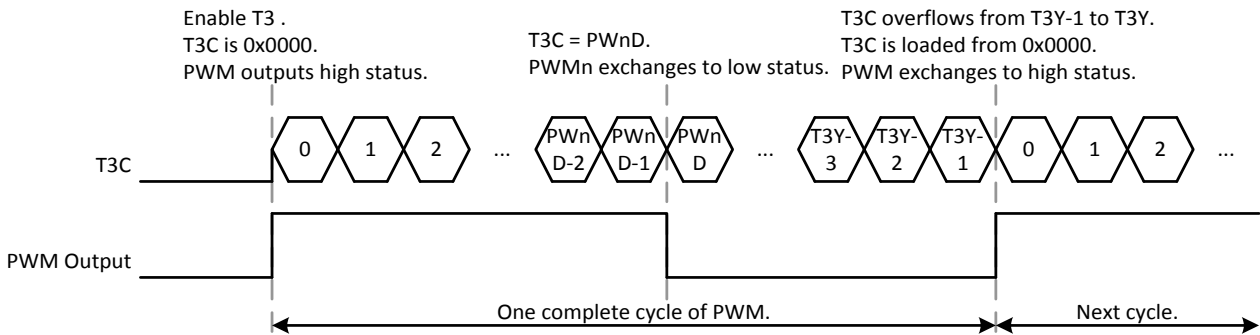 Enable T3 .
T3C is 0x0000.
PWM outputs high status.
T3C = PWnD.
PWMn exchanges to low status.
T3C overflows from T3Y-1 to T3Y.
T3C is loaded from 0x0000.
PWM exchanges to high status.
T3C
0
1
2
...
PWn
D-2
PWn
D-1
PWn
D
...
T3Y-
3
T3Y-
2
T3Y-
1
0
1
2
...
PWM Output
One complete cycle of PWM.
Next cycle.